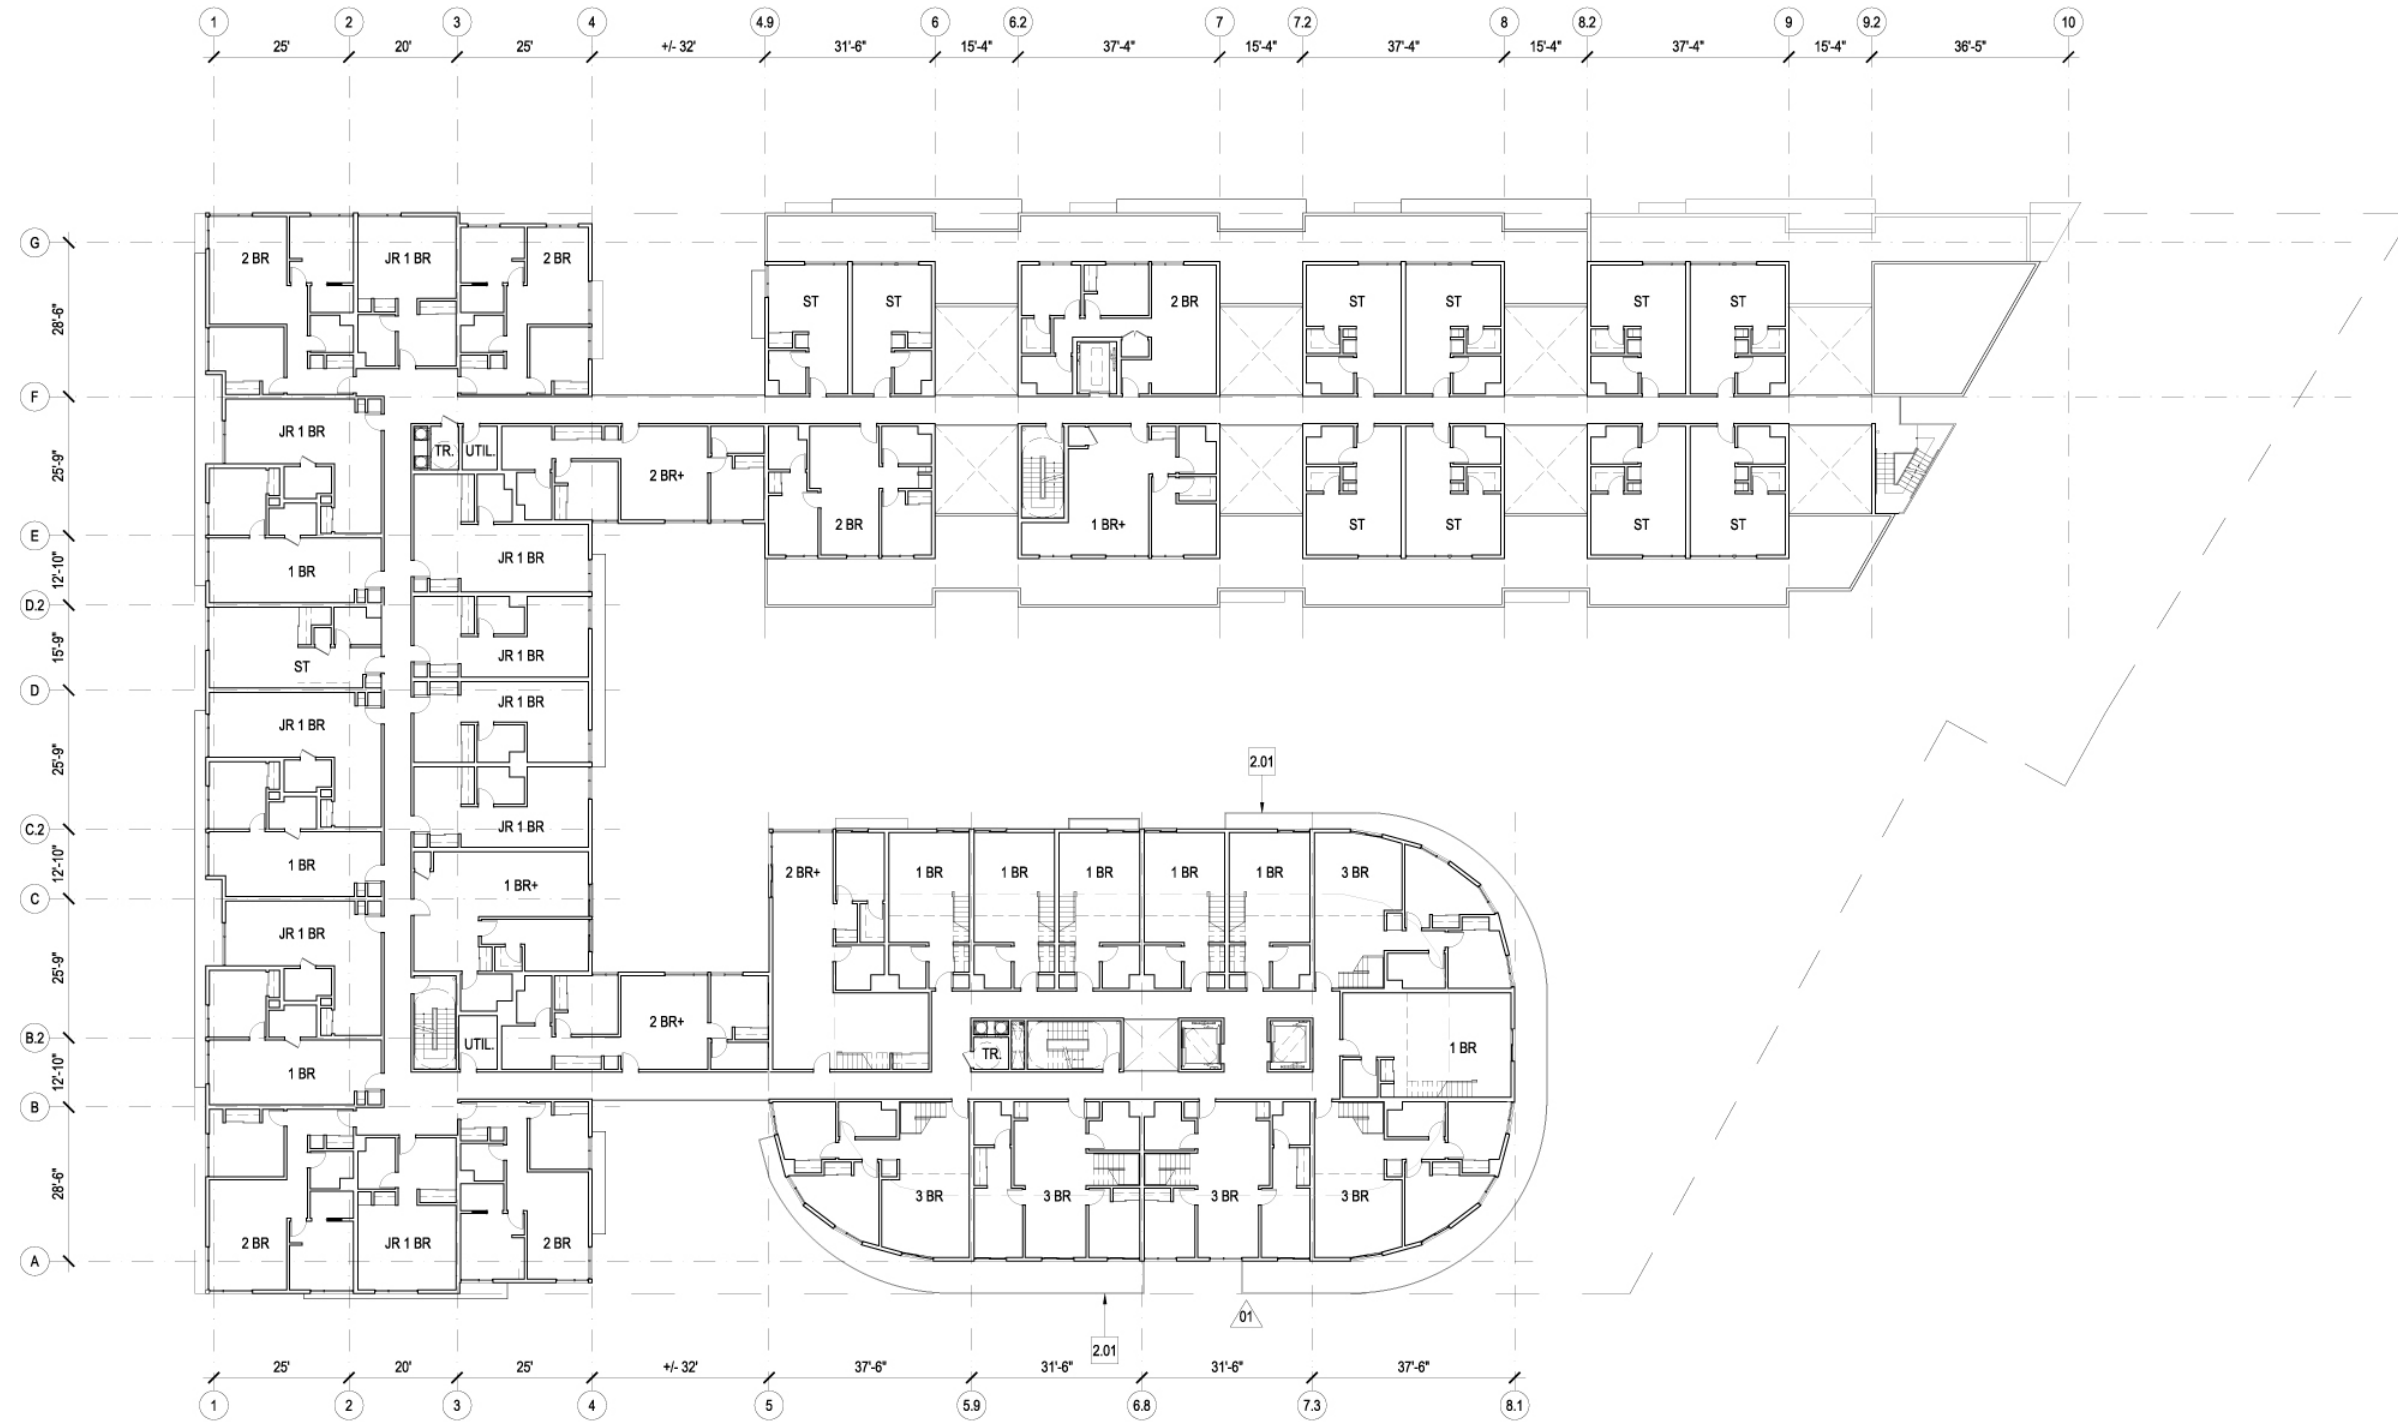 1 2 3 4 4.9 6 6.2 7 7.2 8 8.2 9 9.2 10
25' 20' 25' +/- 32' 31'-6" 15'-4" 37'-4" 15'-4" 37'-4" 15'-4" 37'-4" 15'-4" 36'-5"
G
2 BR JR 1 BR 2 BR
ST ST 2 BR ST ST ST ST
28'-6"
F
JR 1 BR
TR. UTIL.
25'-9"
2 BR+
2 BR 1 BR+ ST ST ST ST
E
JR 1 BR
12'-10"
1 BR
D.2
15'-9"
JR 1 BR
ST
D
JR 1 BR
JR 1 BR
25'-9"
2.01
C.2
JR 1 BR
12'-10"
1 BR
2 BR+ 1 BR 1 BR 1 BR 1 BR 1 BR 3 BR
1 BR+
C
JR 1 BR
25'-9"
2 BR+
B.2
UTIL.
TR.
1 BR
12'-10"
1 BR
B
28'-6"
3 BR 3 BR 3 BR 3 BR
2 BR JR 1 BR 2 BR
A
01
2.01
25' 20' 25' +/- 32' 37'-6" 31'-6" 31'-6" 37'-6"
1 2 3 4 5 5.9 6.8 7.3 8.1